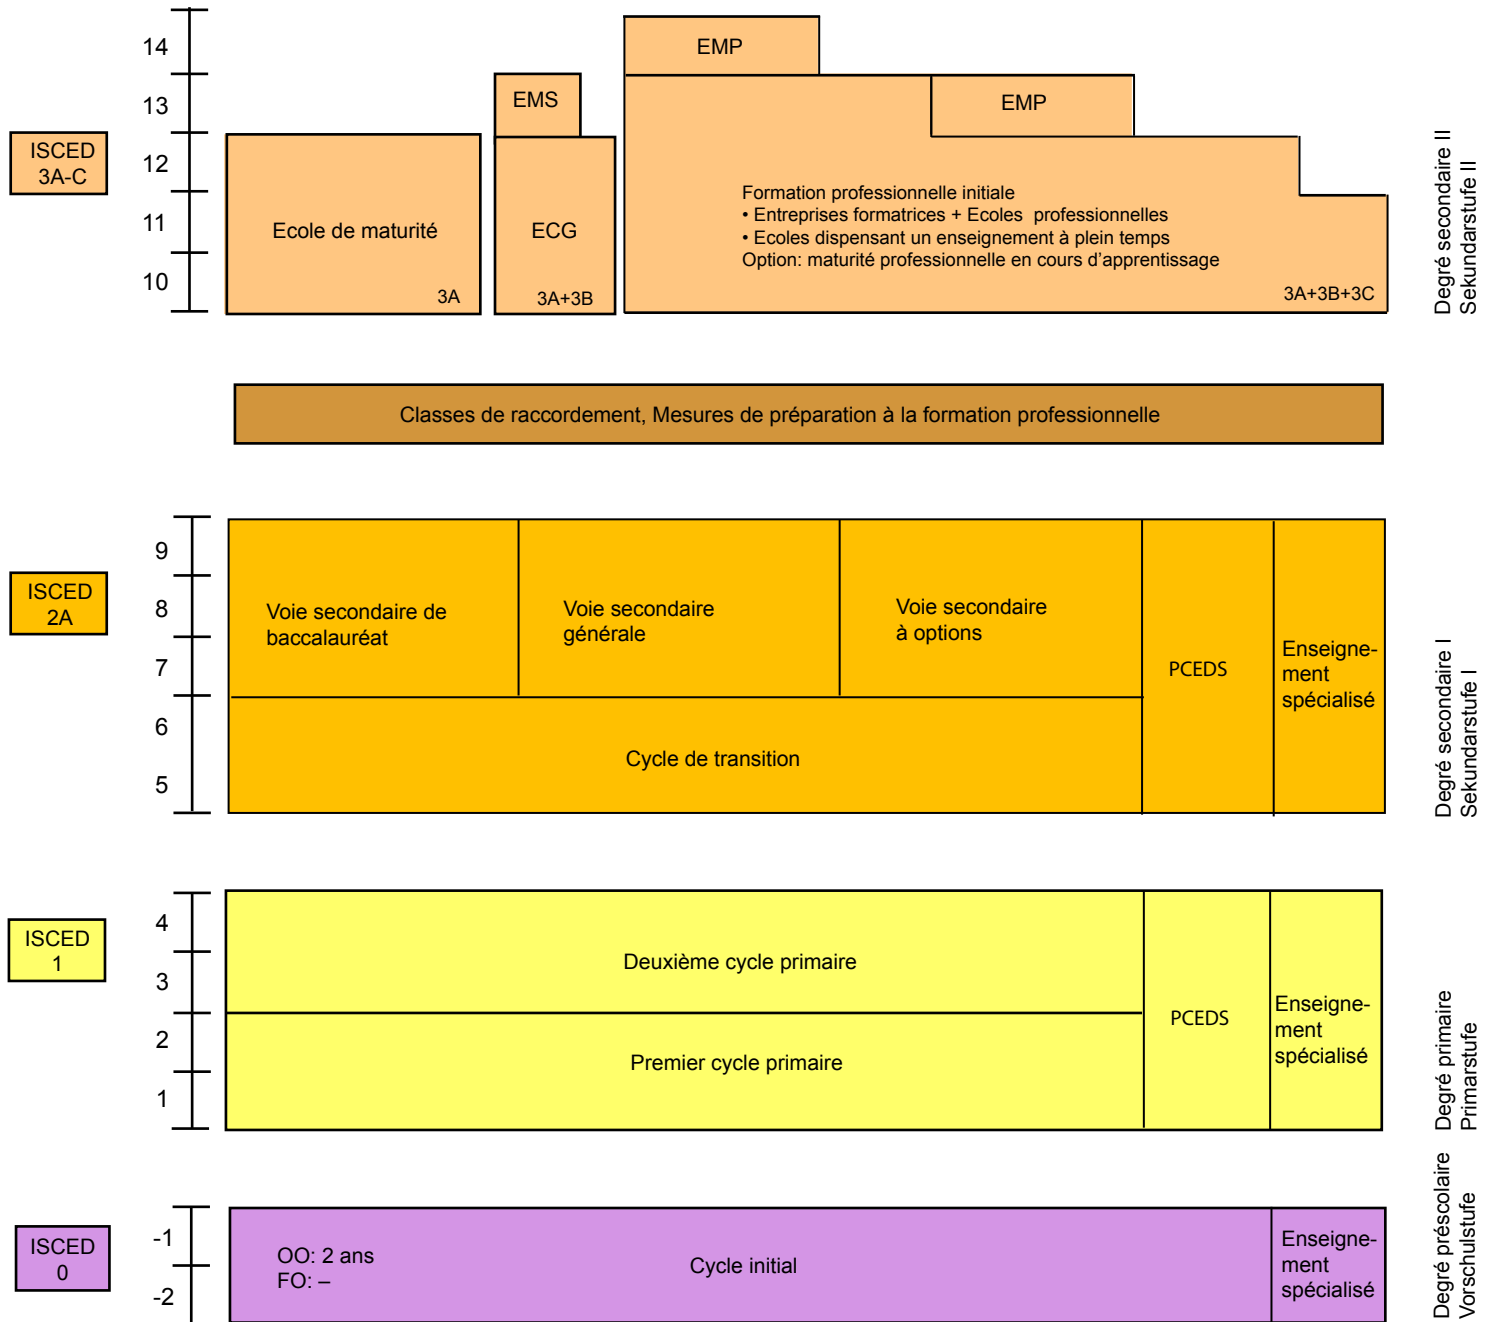 14
EMP
13
EMS
EMP
ISCED
3A-C
12
11
10
Ecole de maturité
3A
ECG
3A+3B
Formation professionnelle initiale
• Entreprises formatrices + Ecoles professionnelles
• Ecoles dispensant un enseignement à plein temps
Option: maturité professionnelle en cours d’apprentissage
3A+3B+3C
Degré secondaire II
Sekundarstufe II
Classes de raccordement, Mesures de préparation à la formation professionnelle
9
ISCED
2A
8
7
6
5
Voie secondaire de
baccalauréat
Voie secondaire
générale
Voie secondaire
à options
PCEDS
Enseigne-
ment
spécialisé
Cycle de transition
Degré secondaire I
Sekundarstufe I
4
ISCED
1
3
2
1
Deuxième cycle primaire
Premier cycle primaire
PCEDS
Enseigne-
ment
spécialisé
Degré primaire
Primarstufe
-1
ISCED
0
-2
OO: 2 ans
FO: –
Cycle initial
Enseigne-
ment
spécialisé
Degré préscolaire
Vorschulstufe